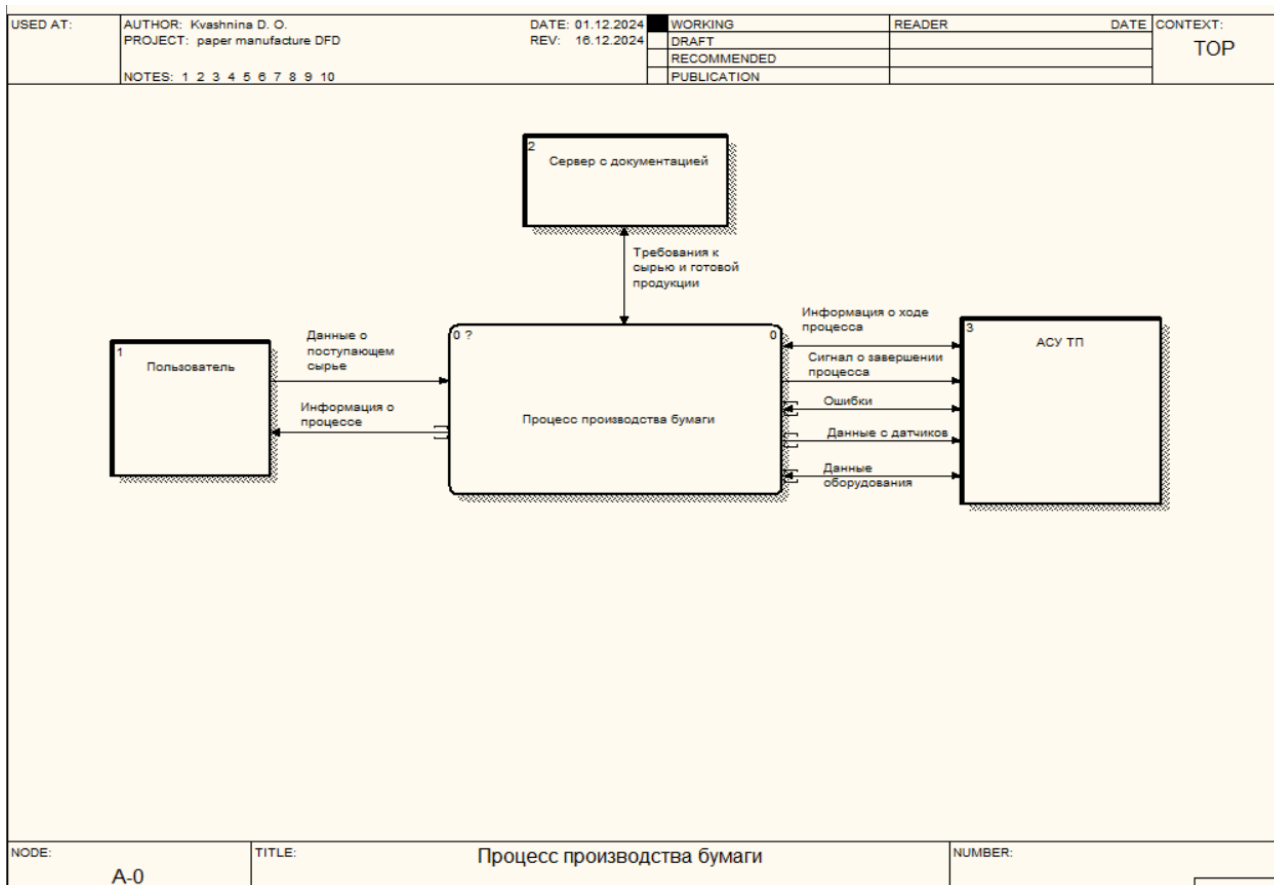 USED AT:
AUTHOR: Kvashnina D. O.
DATE: 01.12.2024
PROJECT: paper manufacture DFD
REV: 16.12.2024
NOTES: 1 2 3 4 5 6 7 8 9 10
WORKING
DRAFT
RECOMMENDED
PUBLICATION
READER
DATE
CONTEXT:
TOP
2
Сервер с документацией
Требования к
сырью и готовой
продукции
1
Пользователь
Данные о
поступающем
сырье
Информация о
процессе
0 ?
0
Процесс производства бумаги
Информация о ходе
процесса
Сигнал о завершении
процесса
Ошибки
Данные с датчиков
Данные
оборудования
3
АСУ ТП
NODE:
A-0
TITLE:
Процесс производства бумаги
NUMBER: